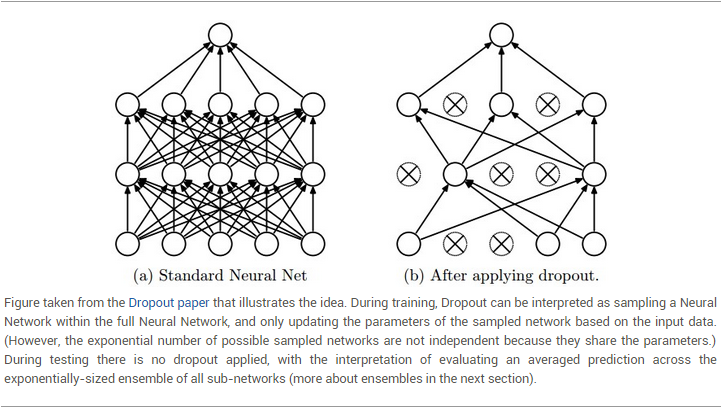 (a) Standard Neural Net
(b) After applying dropout.
Figure taken from the Dropout paper that illustrates the idea. During training, Dropout can be interpreted as sampling a Neural
Network within the full Neural Network, and only updating the parameters of the sampled network based on the input data.
(However, the exponential number of possible sampled networks are not independent because they share the parameters.)
During testing there is no dropout applied, with the interpretation of evaluating an averaged prediction across the
exponentially-sized ensemble of all sub-networks (more about ensembles in the next section).